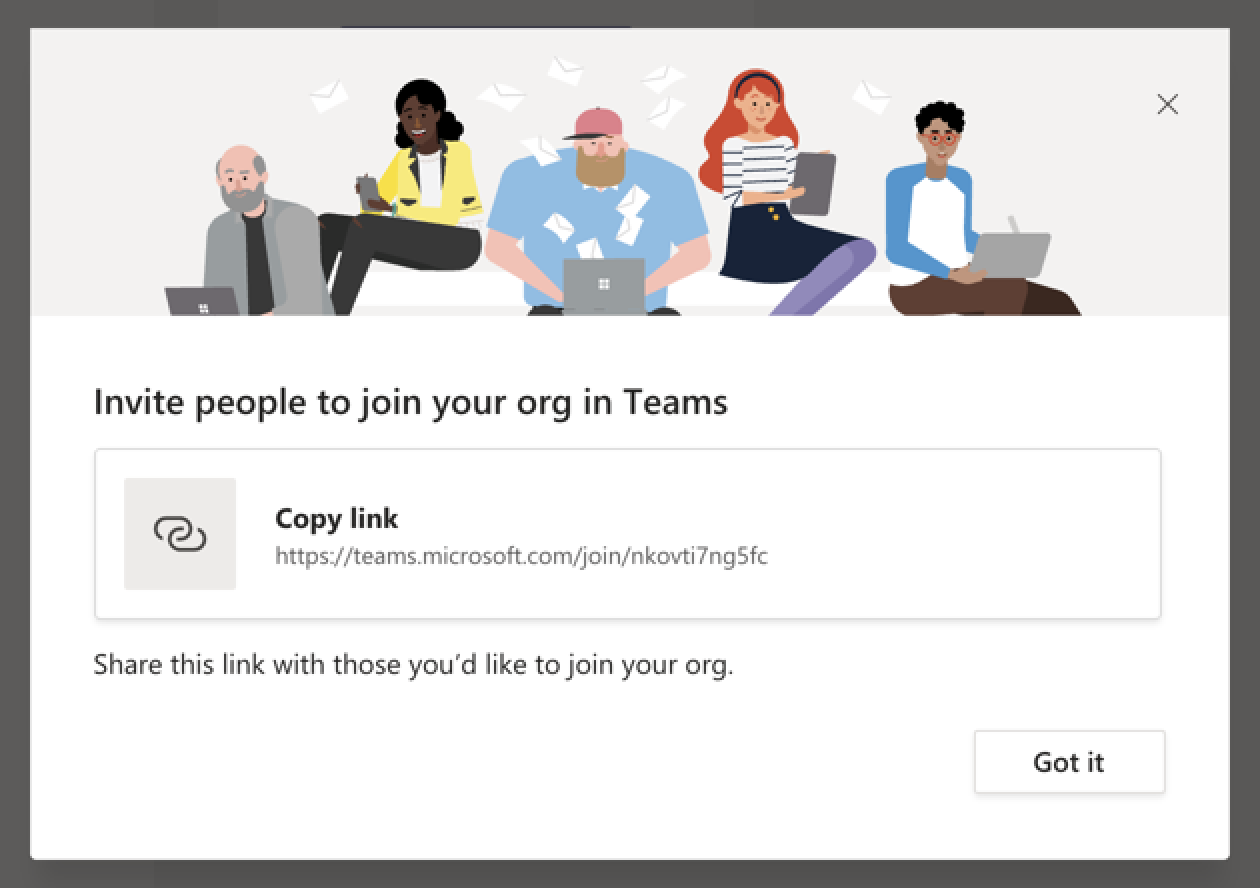 Invite people to join your org in Teams
Copy link
https://teams.microsoft.com/join/nkovti7ng5fc
Share this link with those you’d like to join your org.
Got it